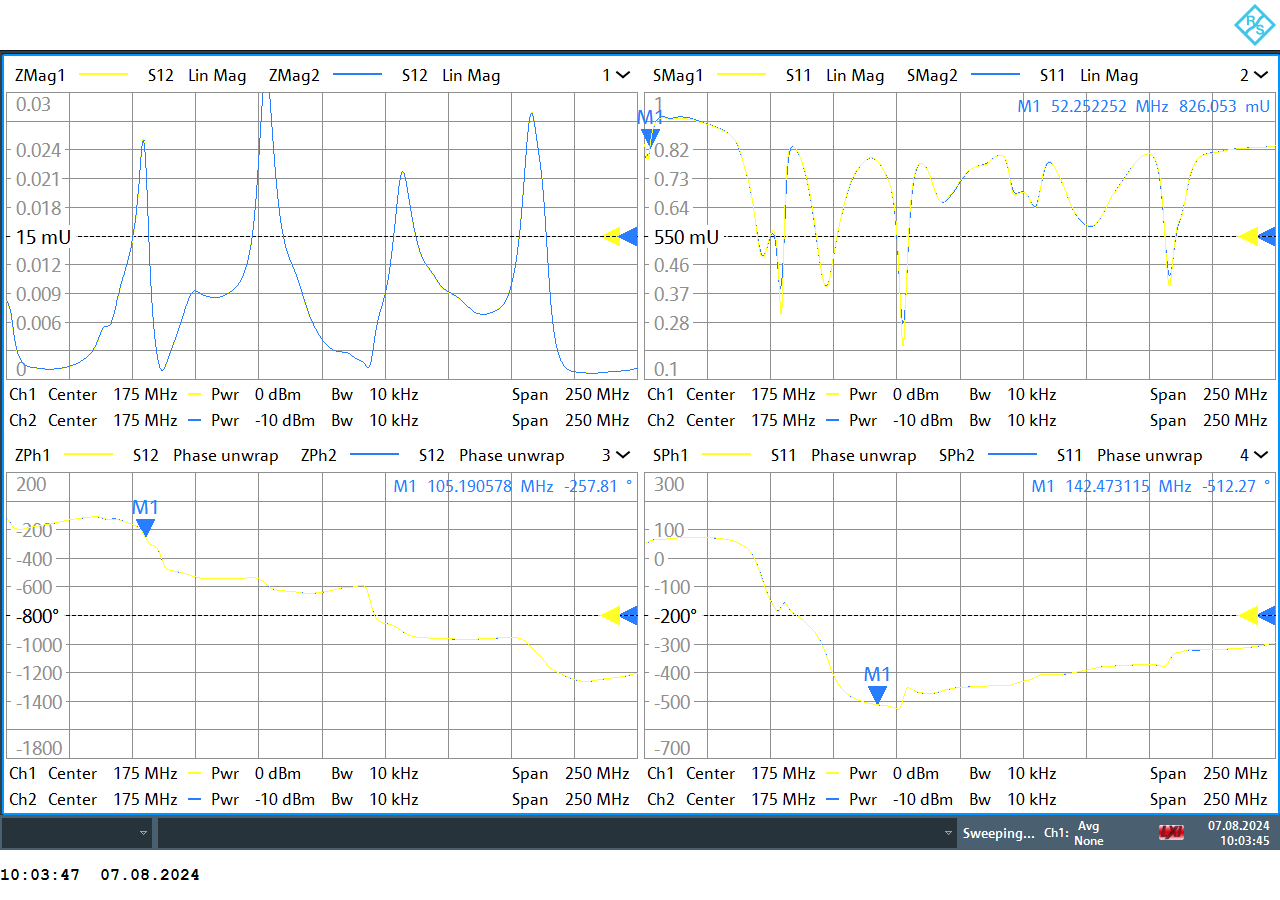 R S
ZMag1 S12 Lin Mag ZMag2 S12 Lin Mag 1
0.03
0.024
0.021
0.018
15 mU
0.012
0.009
0.006
0
Ch1 Center 175 MHz Pwr 0 dBm Bw 10 kHz Span 250 MHz
Ch2 Center 175 MHz Pwr -10 dBm Bw 10 kHz Span 250 MHz
SMag1 S11 Lin Mag SMag2 S11 Lin Mag 2
M1 52.252252 MHz 826.053 mU
1
M1
0.82
0.73
0.64
550 mU
0.46
0.37
0.28
0.1
Ch1 Center 175 MHz Pwr 0 dBm Bw 10 kHz Span 250 MHz
Ch2 Center 175 MHz Pwr -10 dBm Bw 10 kHz Span 250 MHz
ZPh1 S12 Phase unwrap ZPh2 S12 Phase unwrap 3
200
M1 105.190578 MHz -257.81 °
M1
-200
-400
-600
-800°
-1000
-1200
-1400
-1800
Ch1 Center 175 MHz Pwr 0 dBm Bw 10 kHz Span 250 MHz
Ch2 Center 175 MHz Pwr -10 dBm Bw 10 kHz Span 250 MHz
SPh1 S11 Phase unwrap SPh2 S11 Phase unwrap 4
300
M1 142.473115 MHz -512.27 °
100
0
-100
-200°
-300
M1
-400
-500
-700
Ch1 Center 175 MHz Pwr 0 dBm Bw 10 kHz Span 250 MHz
Ch2 Center 175 MHz Pwr -10 dBm Bw 10 kHz Span 250 MHz
Sweeping... Ch1: Avg None LXI 07.08.2024 10:03:45
10:03:47 07.08.2024